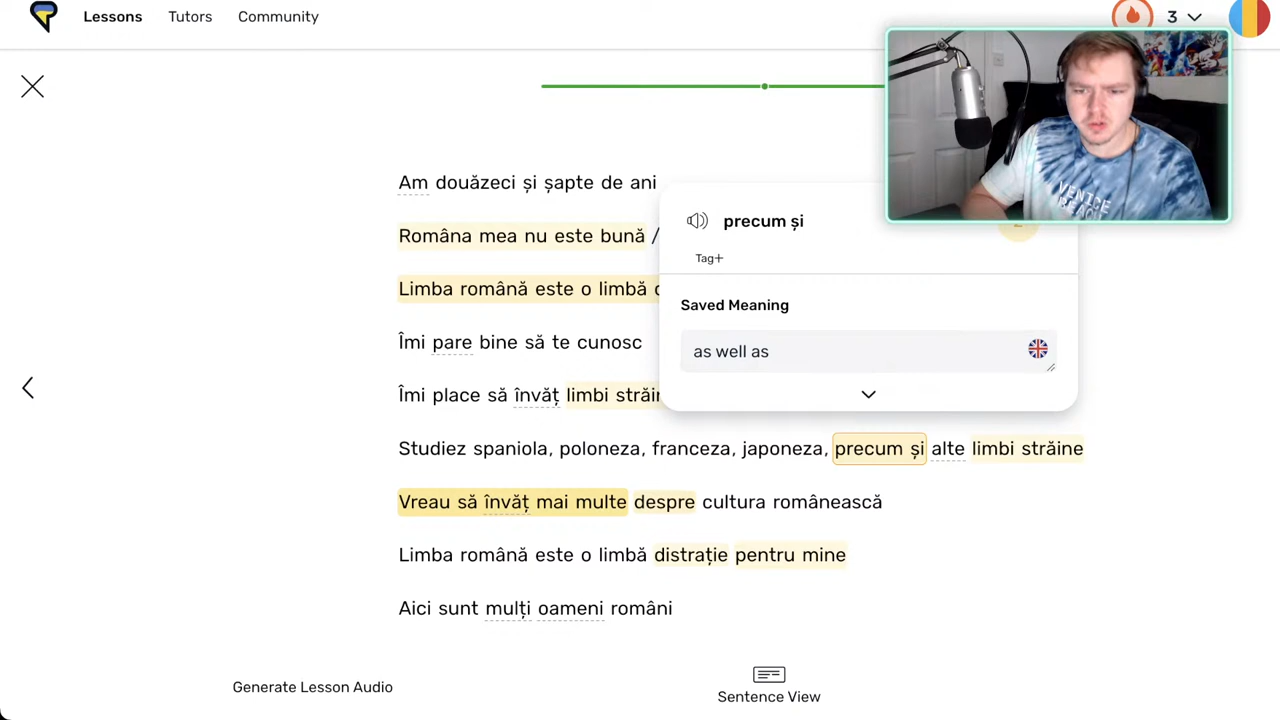 Lessons Tutors Community 3
Am douăzeci și șapte de ani
Româna mea nu este bună /
precum și
Tag+
Limba română este o limbă
Saved Meaning
as well as
Îmi pare bine să te cunosc
Îmi place să învăț limbi străin
Studiez spaniola, poloneza, franceza, japoneza, precum și alte limbi străine
Vreau să învăț mai multe despre cultura românească
Limba română este o limbă distrație pentru mine
Aici sunt mulți oameni români
Generate Lesson Audio
Sentence View